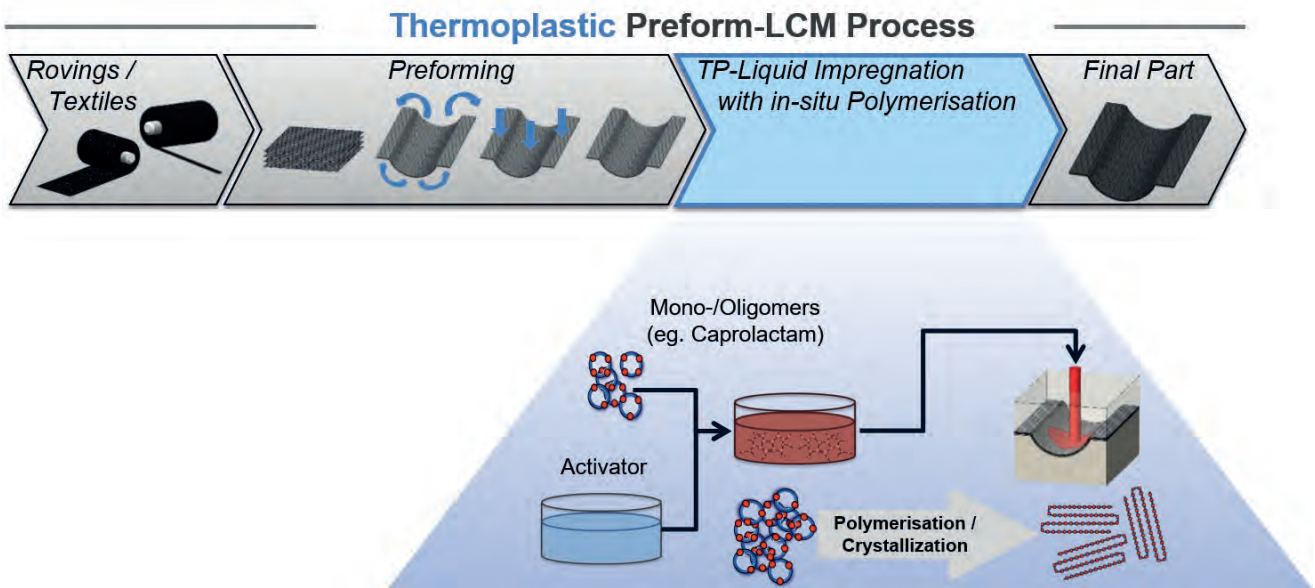 Thermoplastic Preform-LCM Process
Rovings /
Textiles
Preforming
TP-Liquid Impregnation
with in-situ Polymerisation
Final Part
Mono-/Oligomers
(eg. Caprolactam)
Activator
Polymerisation /
Crystallization